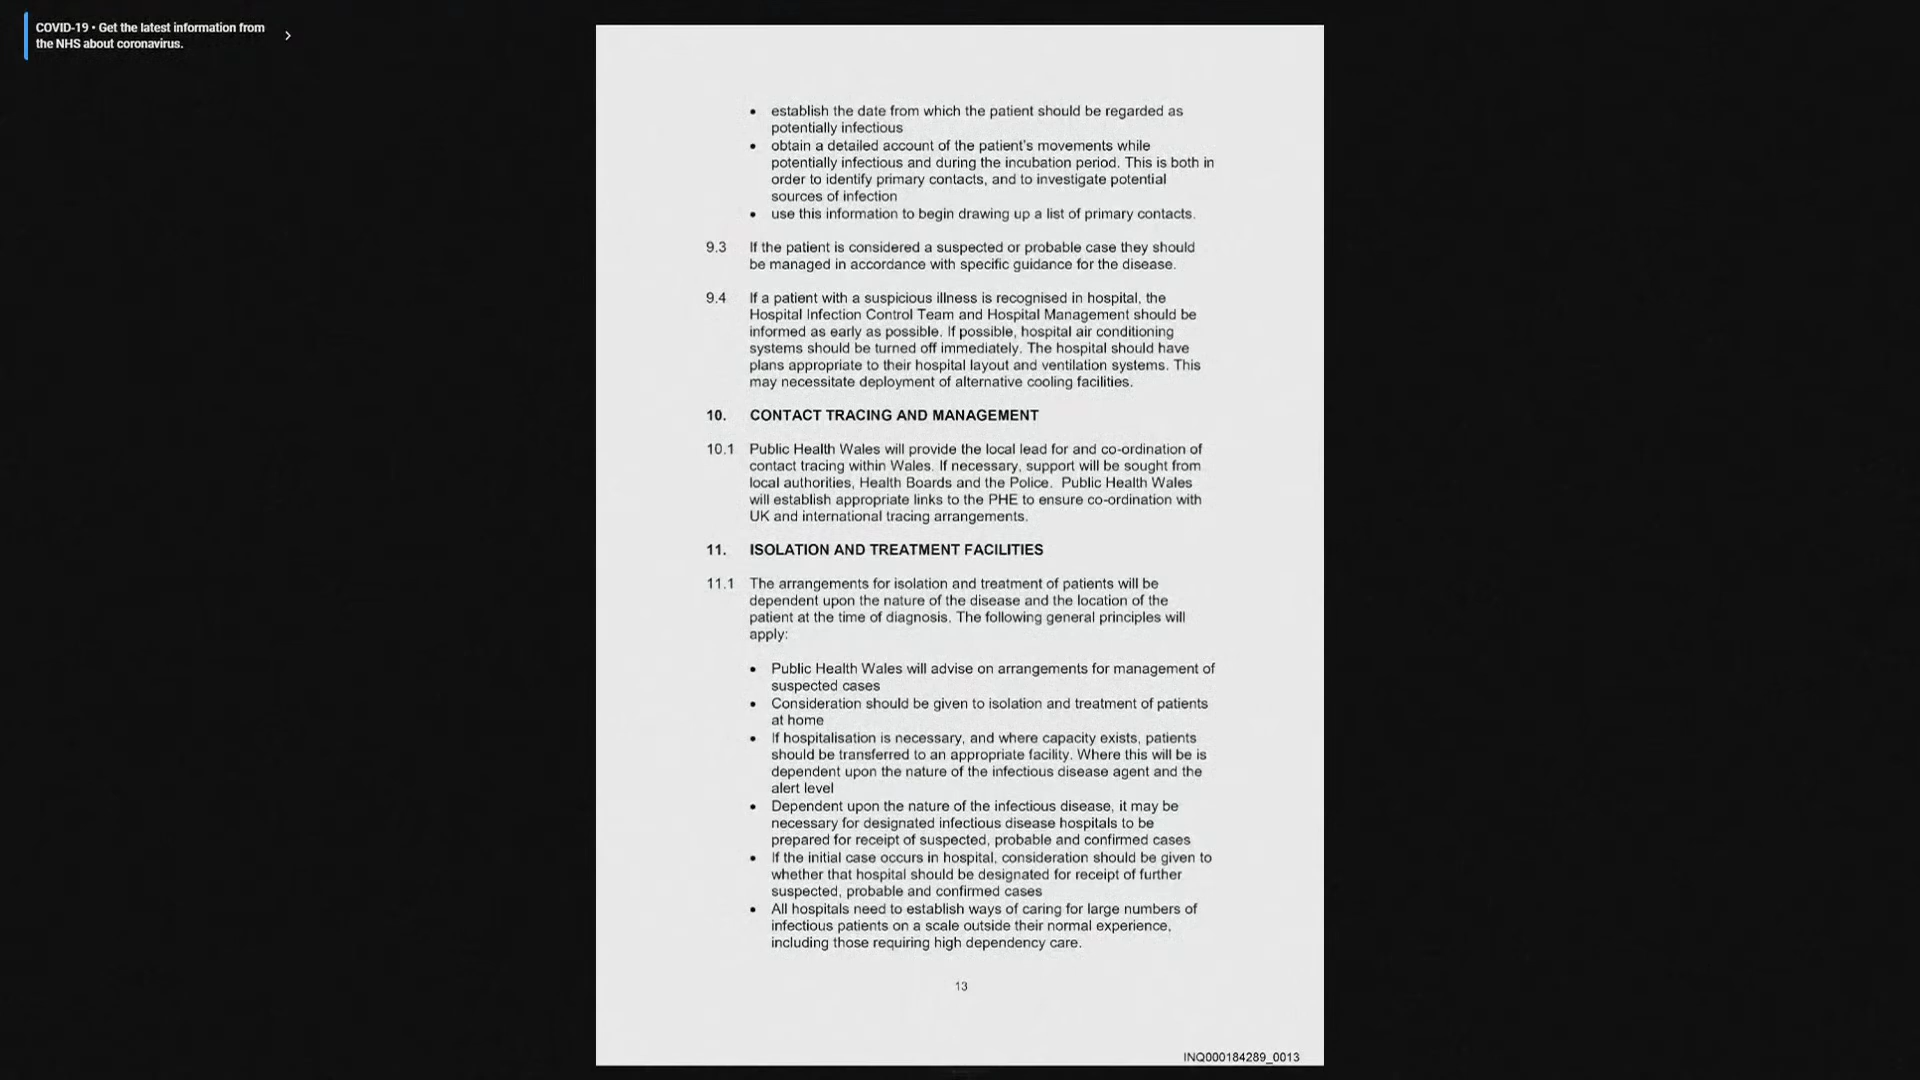 COVID-19 • Get the latest information from
the NHS about coronavirus.
• establish the date from which the patient should be regarded as
potentially infectious
• obtain a detailed account of the patient's movements while
potentially infectious and during the incubation period. This is both in
order to identify primary contacts, and to investigate potential
sources of infection
• use this information to begin drawing up a list of primary contacts.
9.3 If the patient is considered a suspected or probable case they should
be managed in accordance with specific guidance for the disease.
9.4 If a patient with a suspicious illness is recognised in hospital, the
Hospital Infection Control Team and Hospital Management should be
informed as early as possible. If possible, hospital air conditioning
systems should be turned off immediately. The hospital should have
plans appropriate to their hospital layout and ventilation systems. This
may necessitate deployment of alternative cooling facilities.
10. CONTACT TRACING AND MANAGEMENT
10.1 Public Health Wales will provide the local lead for and co-ordination of
contact tracing within Wales. If necessary, support will be sought from
local authorities, Health Boards and the Police. Public Health Wales
will establish appropriate links to the PHE to ensure co-ordination with
UK and international tracing arrangements.
11. ISOLATION AND TREATMENT FACILITIES
11.1 The arrangements for isolation and treatment of patients will be
dependent upon the nature of the disease and the location of the
patient at the time of diagnosis. The following general principles will
apply:
• Public Health Wales will advise on arrangements for management of
suspected cases
• Consideration should be given to isolation and treatment of patients
at home
• If hospitalisation is necessary, and where capacity exists, patients
should be transferred to an appropriate facility. Where this will be is
dependent upon the nature of the infectious disease agent and the
alert level
• Dependent upon the nature of the infectious disease, it may be
necessary for designated infectious disease hospitals to be
prepared for receipt of suspected, probable and confirmed cases
• If the initial case occurs in hospital, consideration should be given to
whether that hospital should be designated for receipt of further
suspected, probable and confirmed cases
• All hospitals need to establish ways of caring for large numbers of
infectious patients on a scale outside their normal experience,
including those requiring high dependency care.
13
INQ000184289_0013